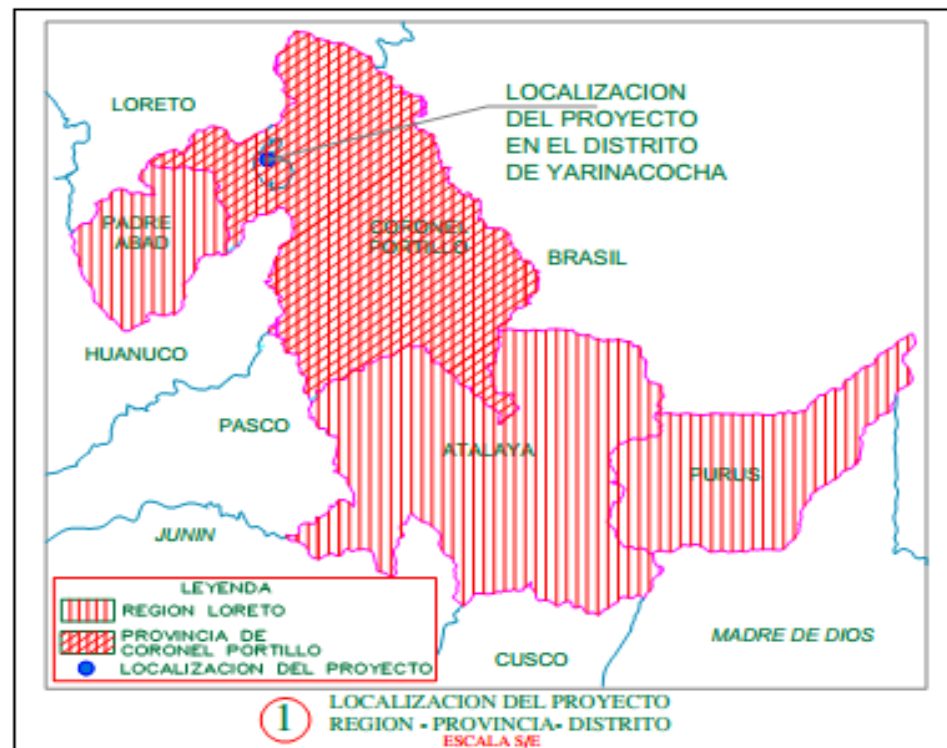 LORETO
LOCALIZACION
DEL PROYECTO
EN EL DISTRITO
DE YARINACOCHA
PADRE
ABAD
CORONEL
PORTILLO
BRASIL
HUANUCO
PASCO
ATALAYA
PURUS
JUNIN
LEYENDA
REGION LORETO
PROVINCIA DE
CORONEL PORTILLO
LOCALIZACION DEL PROYECTO
MADRE DE DIOS
CUSCO
1
LOCALIZACION DEL PROYECTO
REGION - PROVINCIA- DISTRITO
ESCALA S/E